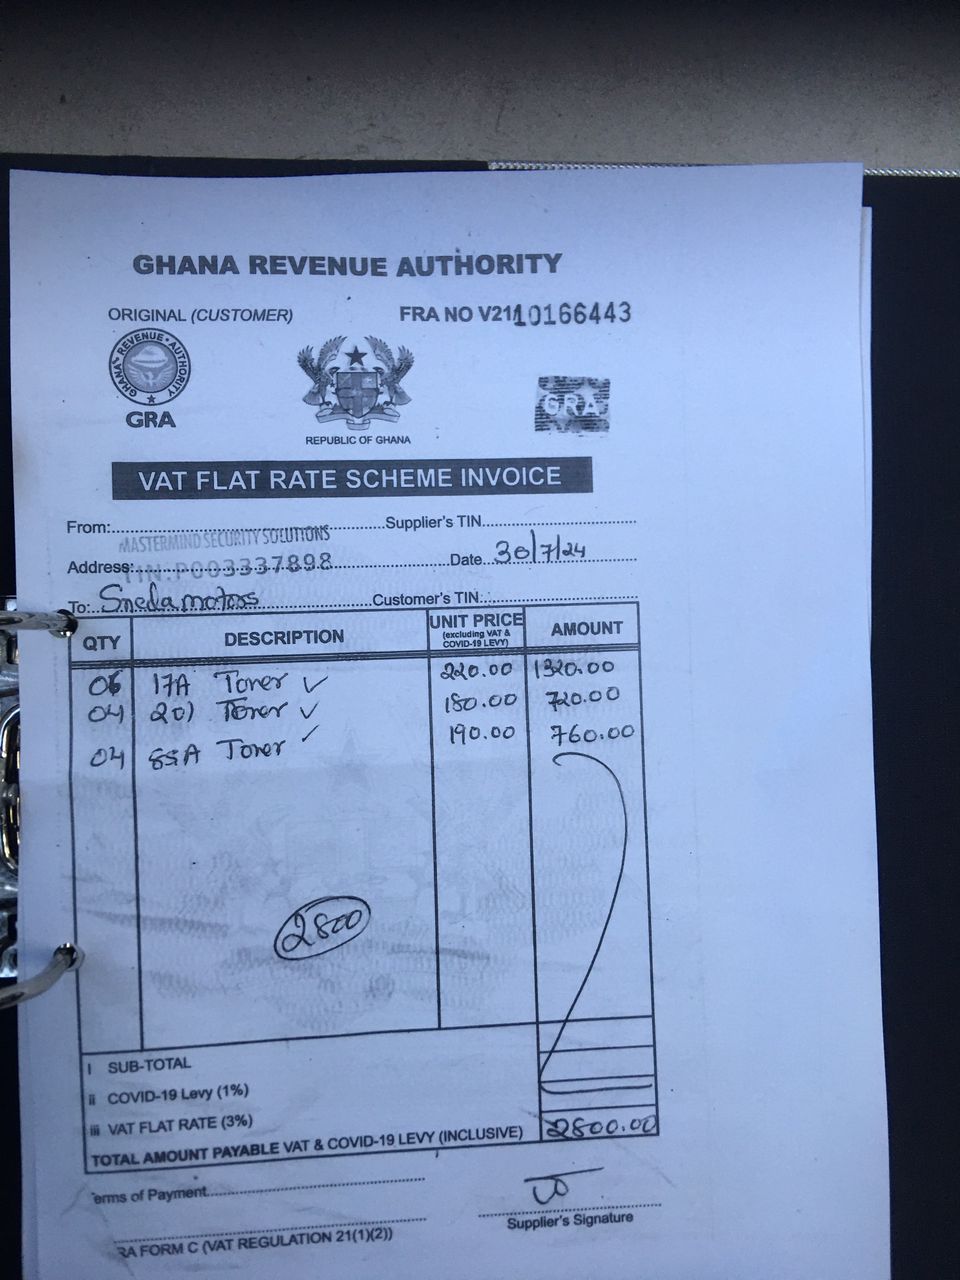 GHANA REVENUE AUTHORITY
ORIGINAL (CUSTOMER) FRA NO V2110166443
GHANA REVENUE AUTHORITY
GRA
REPUBLIC OF GHANA
GRA
VAT FLAT RATE SCHEME INVOICE
From: MASTERMIND SECURITY SOLUTIONS Supplier's TIN
Address: TIN:P003337898 Date 30/7/24
To: Sneda motors Customer's TIN:
QTY DESCRIPTION UNIT PRICE (excluding VAT & COVID-19 LEVY) AMOUNT
06 17A Toner 220.00 1320.00
04 201 Toner 180.00 720.00
04 85A Toner 190.00 760.00
2800
i SUB-TOTAL
ii COVID-19 Levy (1%)
iii VAT FLAT RATE (3%)
TOTAL AMOUNT PAYABLE VAT & COVID-19 LEVY (INCLUSIVE) 2800.00
erms of Payment
Supplier's Signature
RA FORM C (VAT REGULATION 21(1)(2))